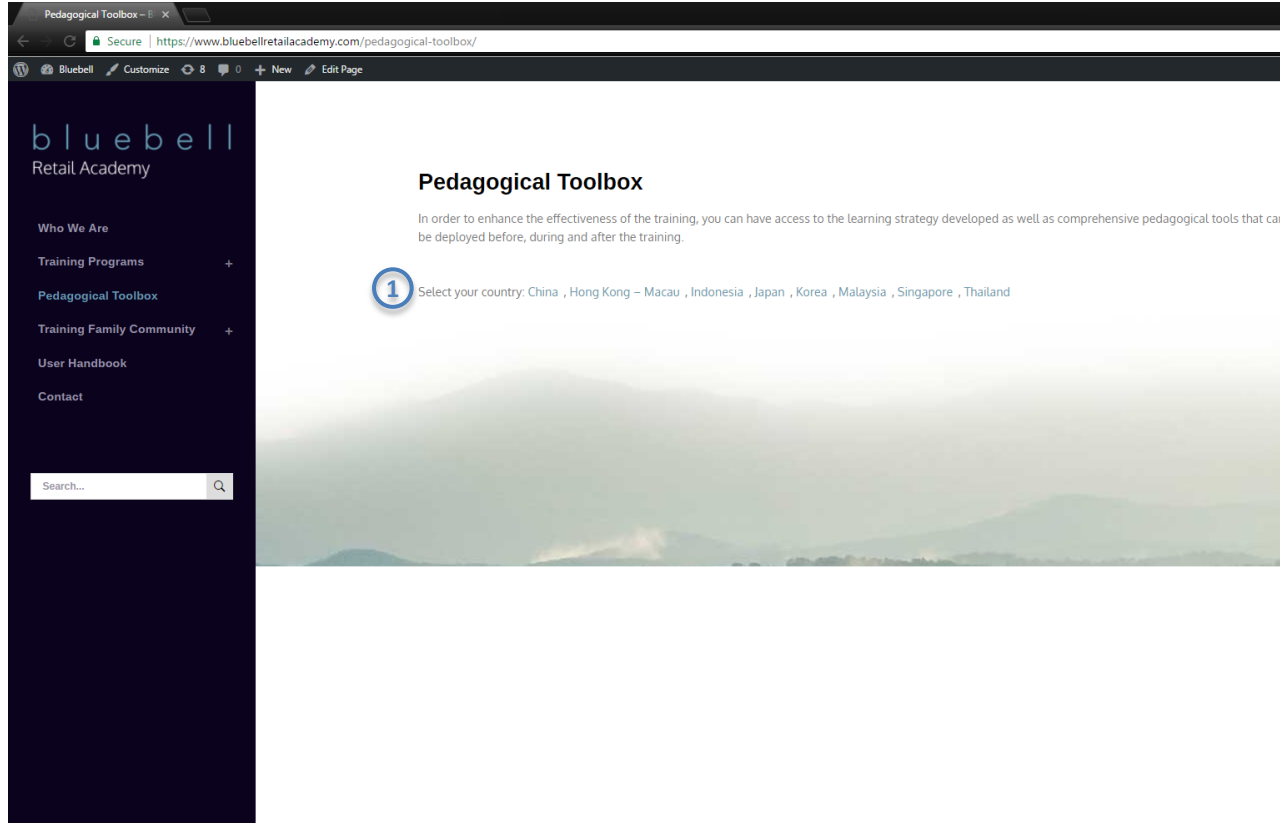 Pedagogical Toolbox – B
Secure | https://www.bluebellretailacademy.com/pedagogical-toolbox/
Bluebell Customize 8 0 + New Edit Page
bluebell
Retail Academy
Who We Are
Training Programs +
Pedagogical Toolbox
Training Family Community +
User Handbook
Contact
Search...
Pedagogical Toolbox
In order to enhance the effectiveness of the training, you can have access to the learning strategy developed as well as comprehensive pedagogical tools that can
be deployed before, during and after the training.
1
Select your country: China , Hong Kong – Macau , Indonesia , Japan , Korea , Malaysia , Singapore , Thailand